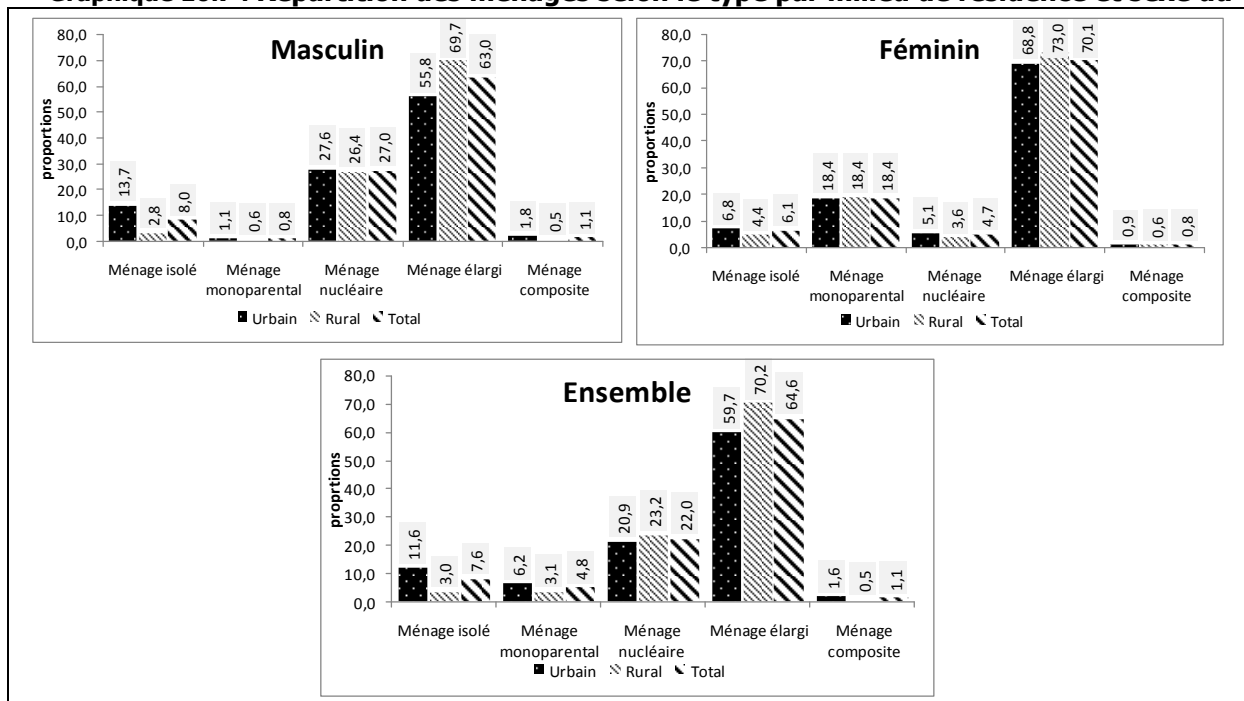 Répartition des ménages selon le type par milieu de résidence et sexe du
Masculin
proportions
80,0
70,0
60,0
50,0
40,0
30,0
20,0
10,0
0,0
13,7 2,8 8,0
1,1 0,6 0,8
27,6 26,4 27,0
55,8 69,7 63,0
1,8 0,5 1,1
Ménage isolé Ménage monoparental Ménage nucléaire Ménage élargi Ménage composite
Urbain Rural Total
Féminin
proportions
80,0
70,0
60,0
50,0
40,0
30,0
20,0
10,0
0,0
6,8 4,4 6,1
18,4 18,4 18,4
5,1 3,6 4,7
68,8 73,0 70,1
0,9 0,6 0,8
Ménage isolé Ménage monoparental Ménage nucléaire Ménage élargi Ménage composite
Urbain Rural Total
Ensemble
proprtions
80,0
70,0
60,0
50,0
40,0
30,0
20,0
10,0
0,0
11,6 3,0 7,6
6,2 3,1 4,8
20,9 23,2 22,0
59,7 70,2 64,6
1,6 0,5 1,1
Ménage isolé Ménage monoparental Ménage nucléaire Ménage élargi Ménage composite
Urbain Rural Total